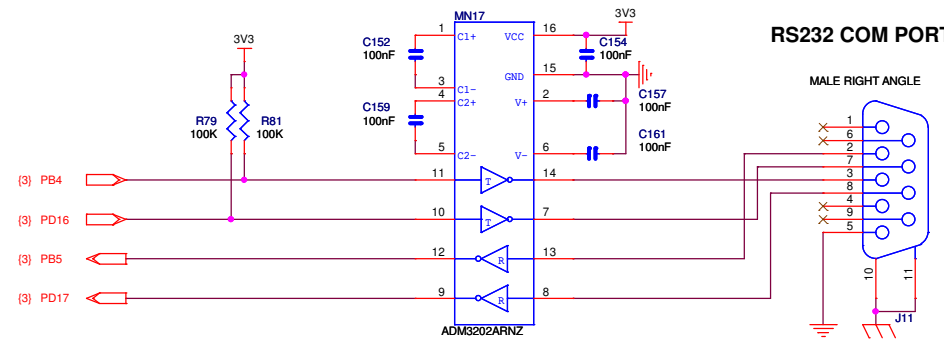 RS232 COM PORT
MN17
3V3
3V3
1
C1+
VCC
16
C152
100nF
C154
100nF
15
GND
3
C1-
4
C2+
V+
2
C157
100nF
C159
100nF
C161
100nF
5
C2-
V-
6
R79
100K
R81
100K
MALE RIGHT ANGLE
1
6
2
7
3
8
4
9
5
{3} PB4
11
T
14
{3} PD16
10
T
7
{3} PB5
12
R
13
{3} PD17
9
R
8
10
11
J11
ADM3202ARNZ